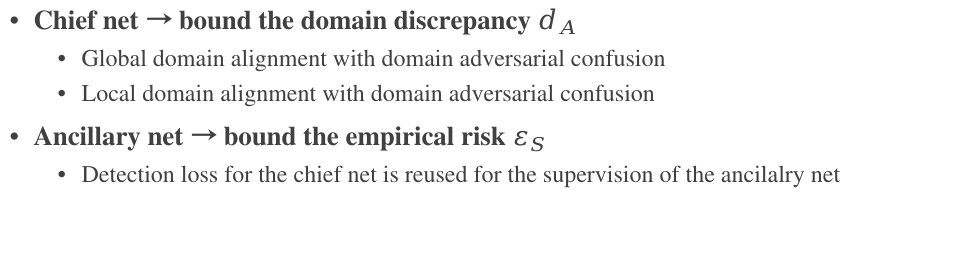 • Chief net → bound the domain discrepancy d_A
• Global domain alignment with domain adversarial confusion
• Local domain alignment with domain adversarial confusion
• Ancillary net → bound the empirical risk ε_S
• Detection loss for the chief net is reused for the supervision of the ancilalry net